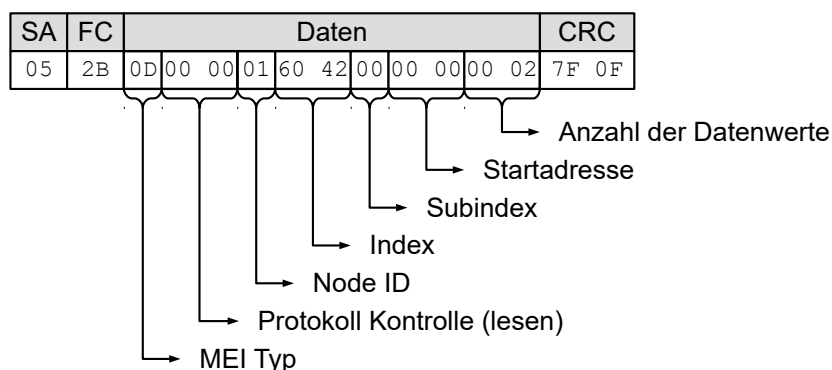 SA FC Daten CRC
05 2B 0D 00 00 01 60 42 00 00 00 00 02 7F 0F
Anzahl der Datenwerte
Startadresse
Subindex
Index
Node ID
Protokoll Kontrolle (lesen)
MEI Typ